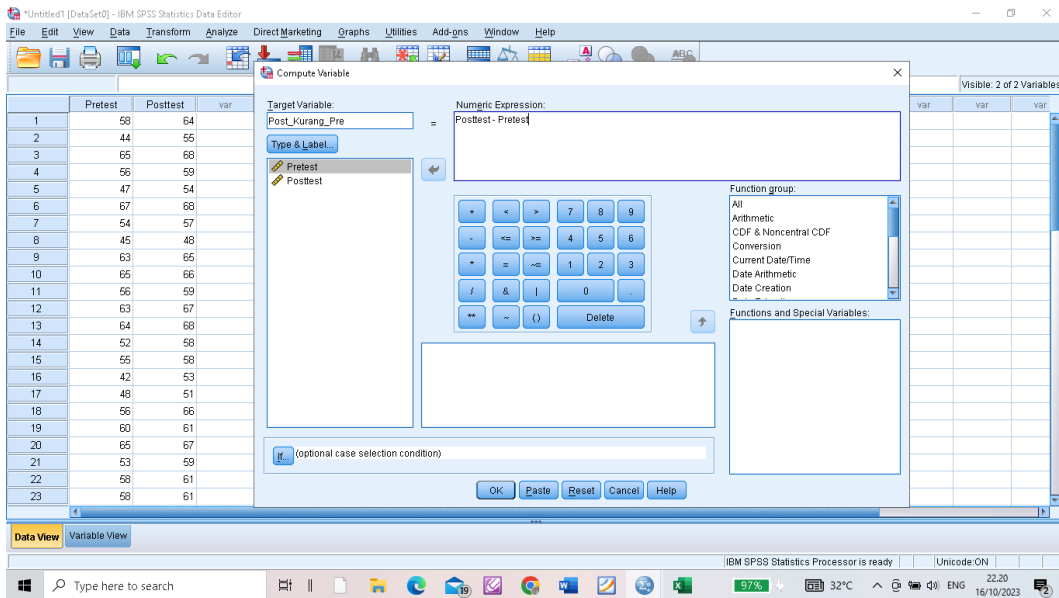 *Untitled1 [DataSet0] - IBM SPSS Statistics Data Editor
File Edit View Data Transform Analyze Direct Marketing Graphs Utilities Add-ons Window Help
Compute Variable
Visible: 2 of 2 Variables
Pretest Posttest var var var var
1 58 64
2 44 55
3 65 68
4 56 59
5 47 54
6 67 68
7 54 57
8 45 48
9 63 65
10 65 66
11 56 59
12 63 67
13 64 68
14 52 58
15 55 58
16 42 53
17 48 51
18 56 66
19 60 61
20 65 67
21 53 59
22 58 61
23 58 61
Target Variable:
Post_Kurang_Pre
=
Numeric Expression:
Posttest - Pretest
Type & Label...
Pretest
Posttest
+ < > 7 8 9
- <= >= 4 5 6
* = ~= 1 2 3
/ & | 0 .
** ~ () Delete
Function group:
All
Arithmetic
CDF & Noncentral CDF
Conversion
Current Date/Time
Date Arithmetic
Date Creation
Functions and Special Variables:
If... (optional case selection condition)
OK Paste Reset Cancel Help
Data View Variable View
IBM SPSS Statistics Processor is ready Unicode:ON
Type here to search 19 97% 32°C ENG 22.20
16/10/2023 2